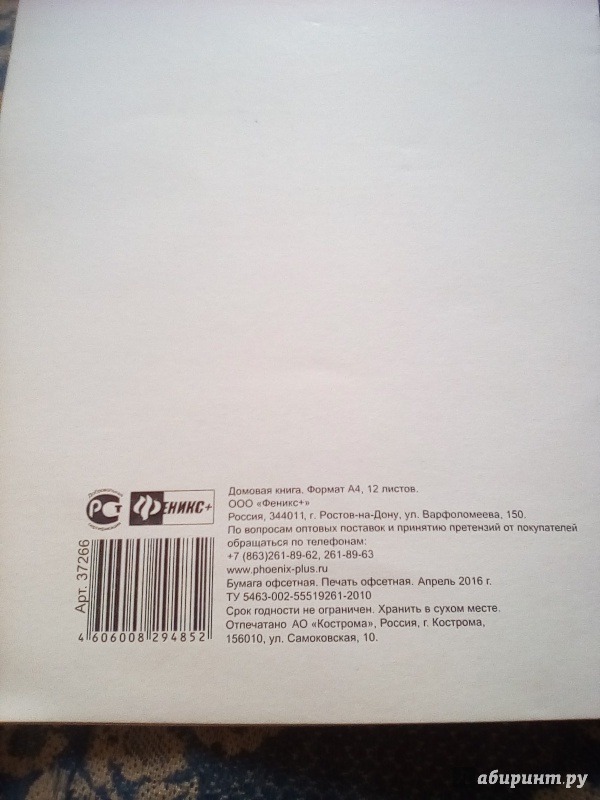 Добровольная
РСТ
сертификация
ФЕНИКС+
Арт. 37266
4 606008 294852
Домовая книга. Формат А4, 12 листов.
ООО «Феникс+»
Россия, 344011, г. Ростов-на-Дону, ул. Варфоломеева, 150.
По вопросам оптовых поставок и принятию претензий от покупателей
обращаться по телефонам:
+7 (863)261-89-62, 261-89-63
www.phoenix-plus.ru
Бумага офсетная. Печать офсетная. Апрель 2016 г.
ТУ 5463-002-55519261-2010
Срок годности не ограничен. Хранить в сухом месте.
Отпечатано АО «Кострома», Россия, г. Кострома,
156010, ул. Самоковская, 10.
абиринт.ру